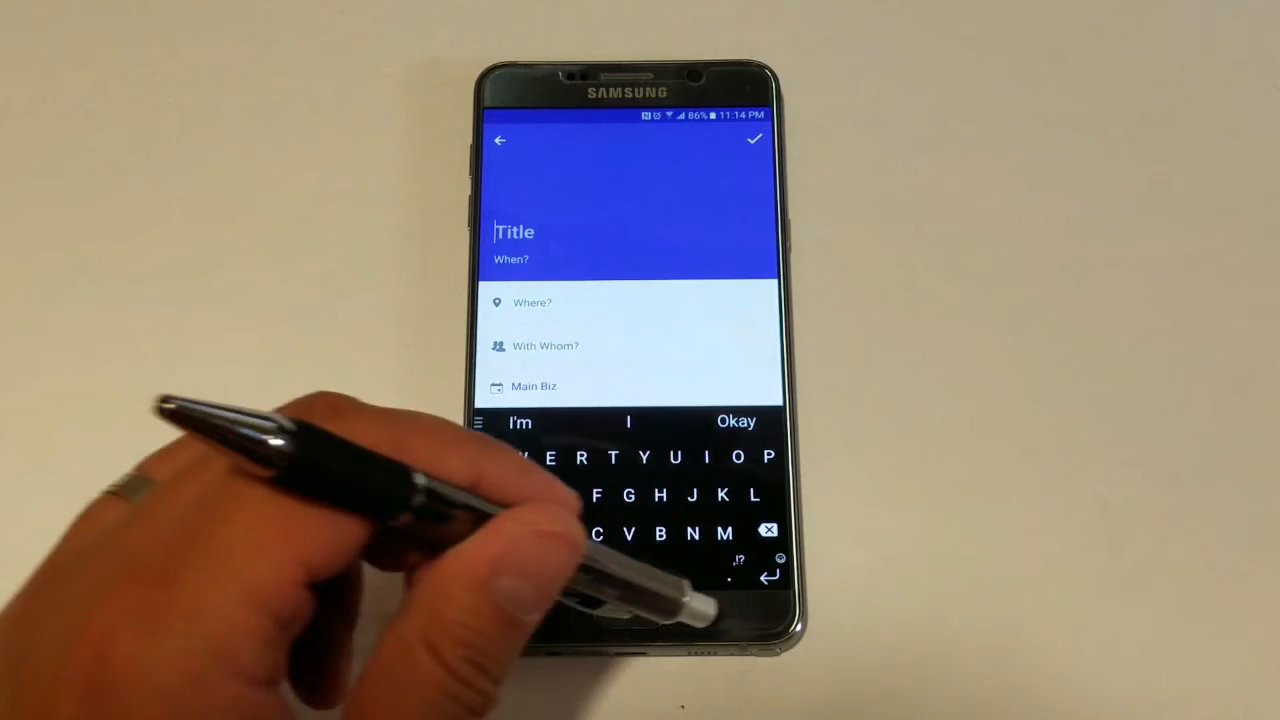 SAMSUNG
86% 11:14 PM
Title
When?
Where?
With Whom?
Main Biz
I'm I Okay
E R T Y U I O P
F G H J K L
C V B N M
,!?
.